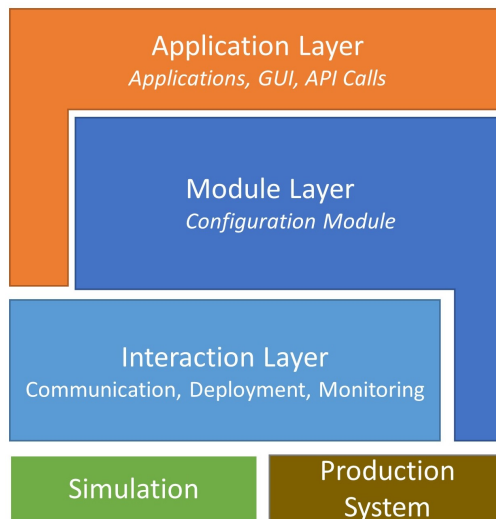 Application Layer
Applications, GUI, API Calls
Module Layer
Configuration Module
Interaction Layer
Communication, Deployment, Monitoring
Simulation
Production
System